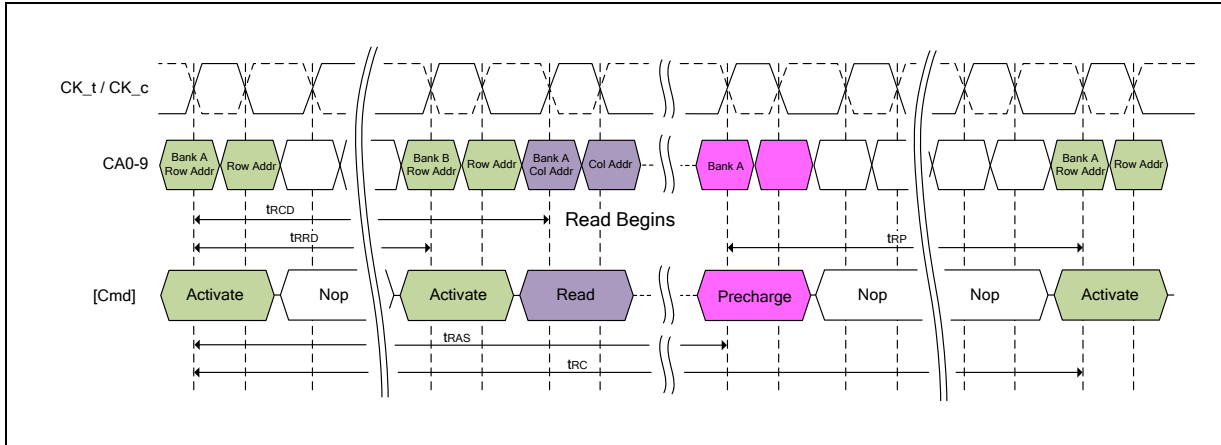 CK_t / CK_c
CA0-9
Bank A
Row Addr
Row Addr
Bank B
Row Addr
Row Addr
Bank A
Col Addr
Col Addr
Bank A
Bank A
Row Addr
Row Addr
tRCD
Read Begins
tRRD
tRP
[Cmd]
Activate
Nop
Activate
Read
Precharge
Nop
Nop
Activate
tRAS
tRC